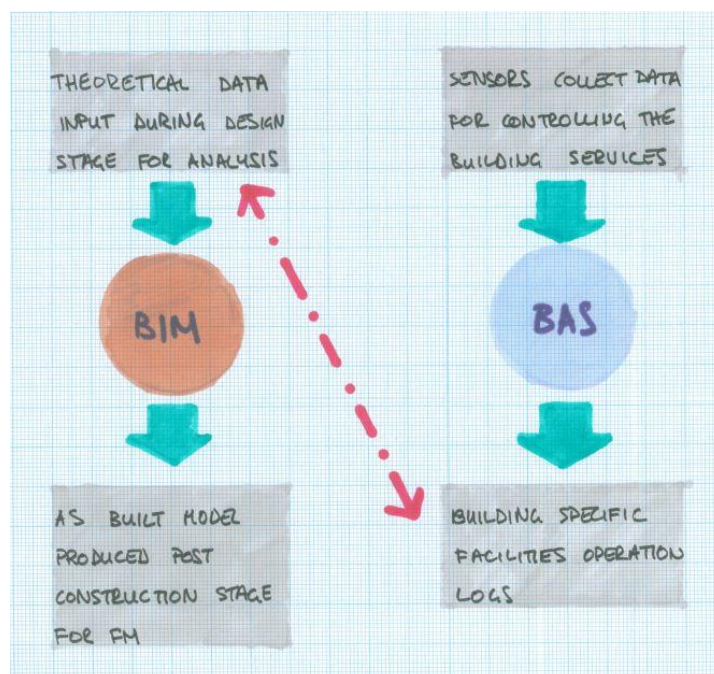 THEORETICAL DATA
INPUT DURING DESIGN
STAGE FOR ANALYSIS
BIM
AS BUILT MODEL
PRODUCED POST
CONSTRUCTION STAGE
FOR FM
SENSORS COLLECT DATA
FOR CONTROLLING THE
BUILDING SERVICES
BAS
BUILDING SPECIFIC
FACILITIES OPERATION
LOGS